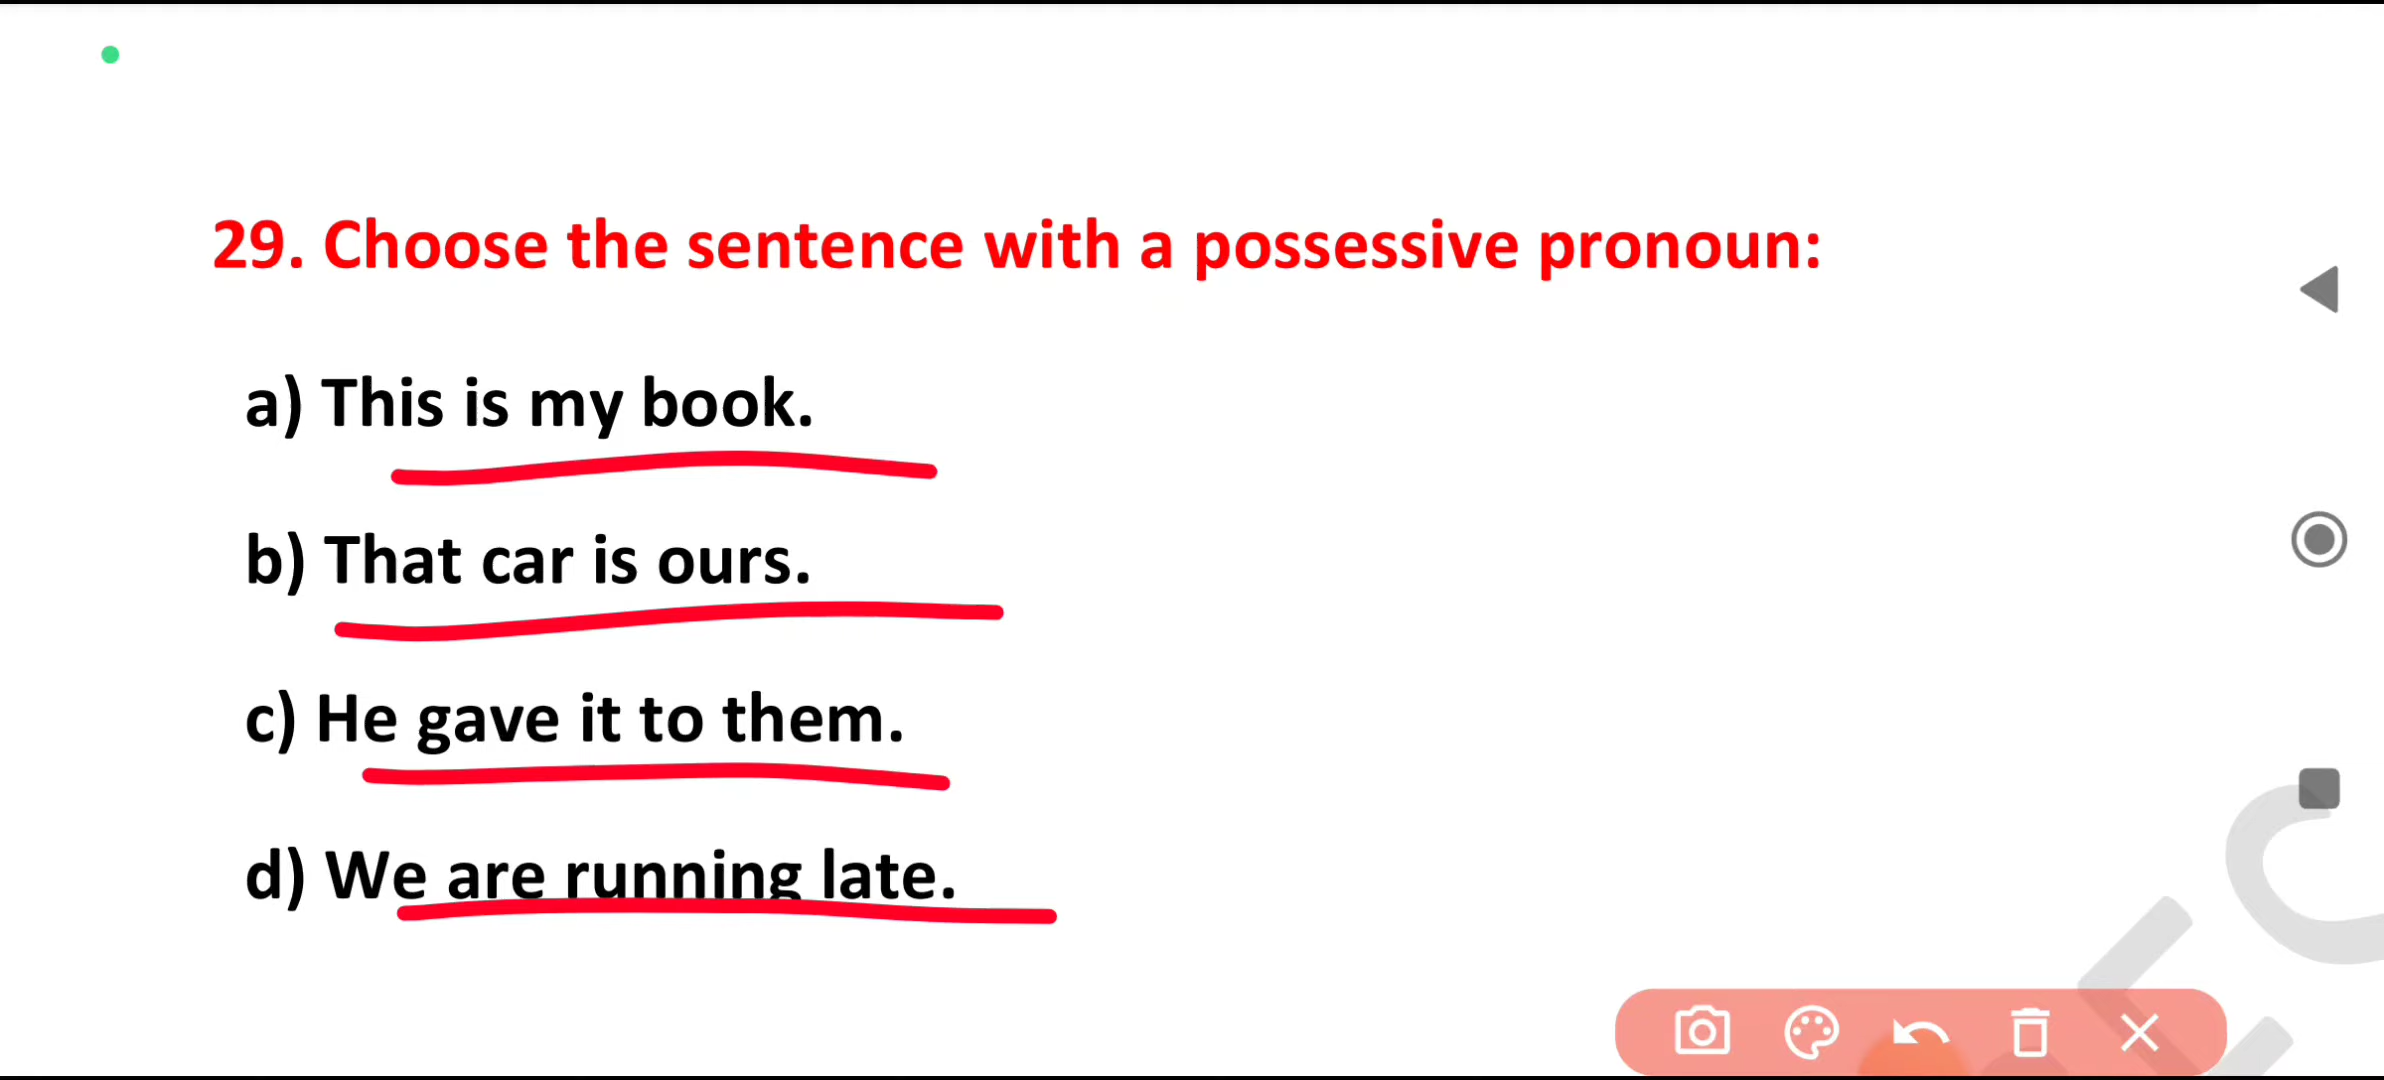 29. Choose the sentence with a possessive pronoun:
a) This is my book.
b) That car is ours.
c) He gave it to them.
d) We are running late.